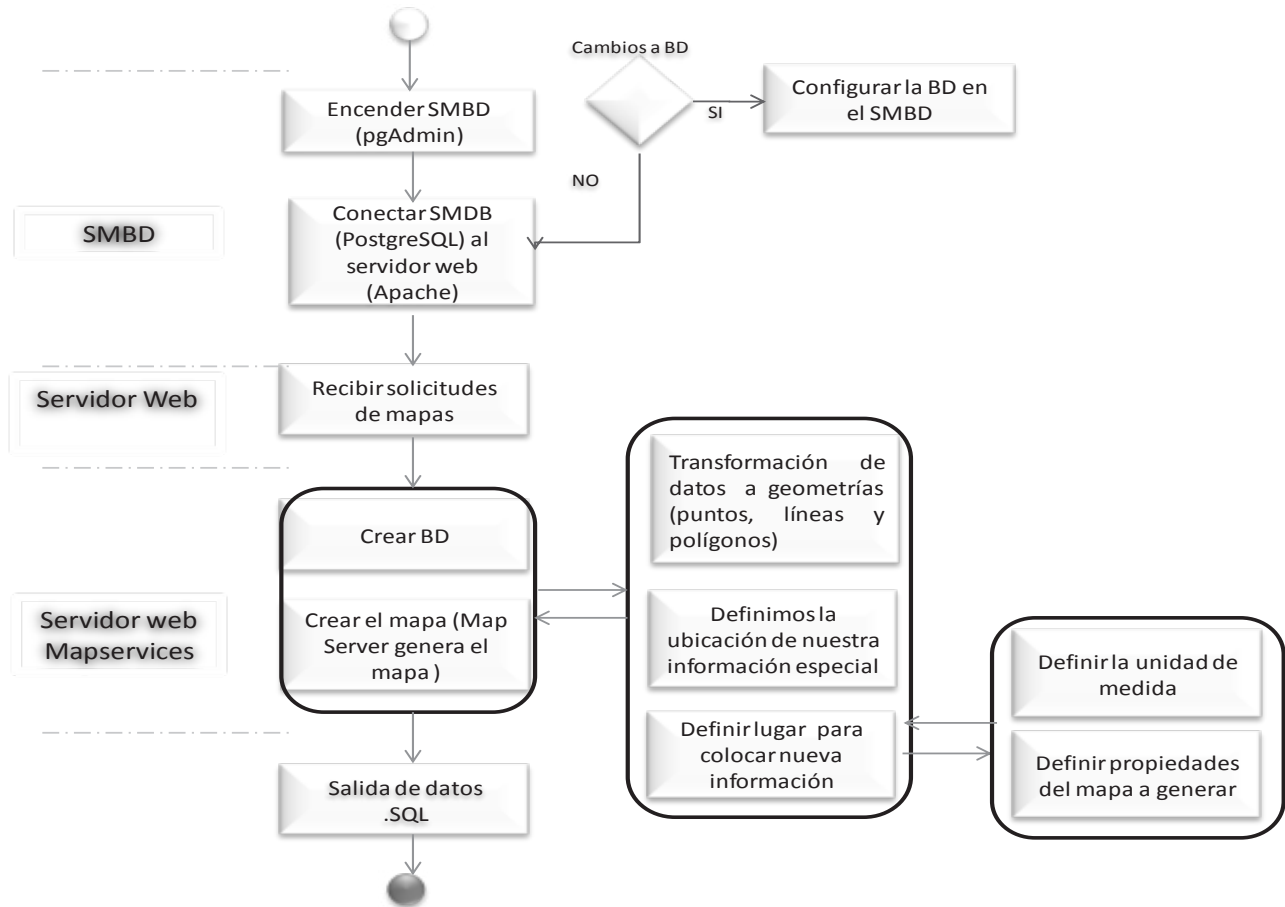 Cambios a BD
Encender SMBD
(pgAdmin)
SI
Configurar la BD en
el SMBD
NO
SMBD
Conectar SMDB
(PostgreSQL) al
servidor web
(Apache)
Servidor Web
Recibir solicitudes
de mapas
Servidor web
Mapservices
Crear BD
Crear el mapa (Map
Server genera el
mapa )
Transformación de
datos a geometrías
(puntos, líneas y
polígonos)
Definimos la
ubicación de nuestra
información especial
Definir lugar para
colocar nueva
información
Definir la unidad de
medida
Definir propiedades
del mapa a generar
Salida de datos
.SQL